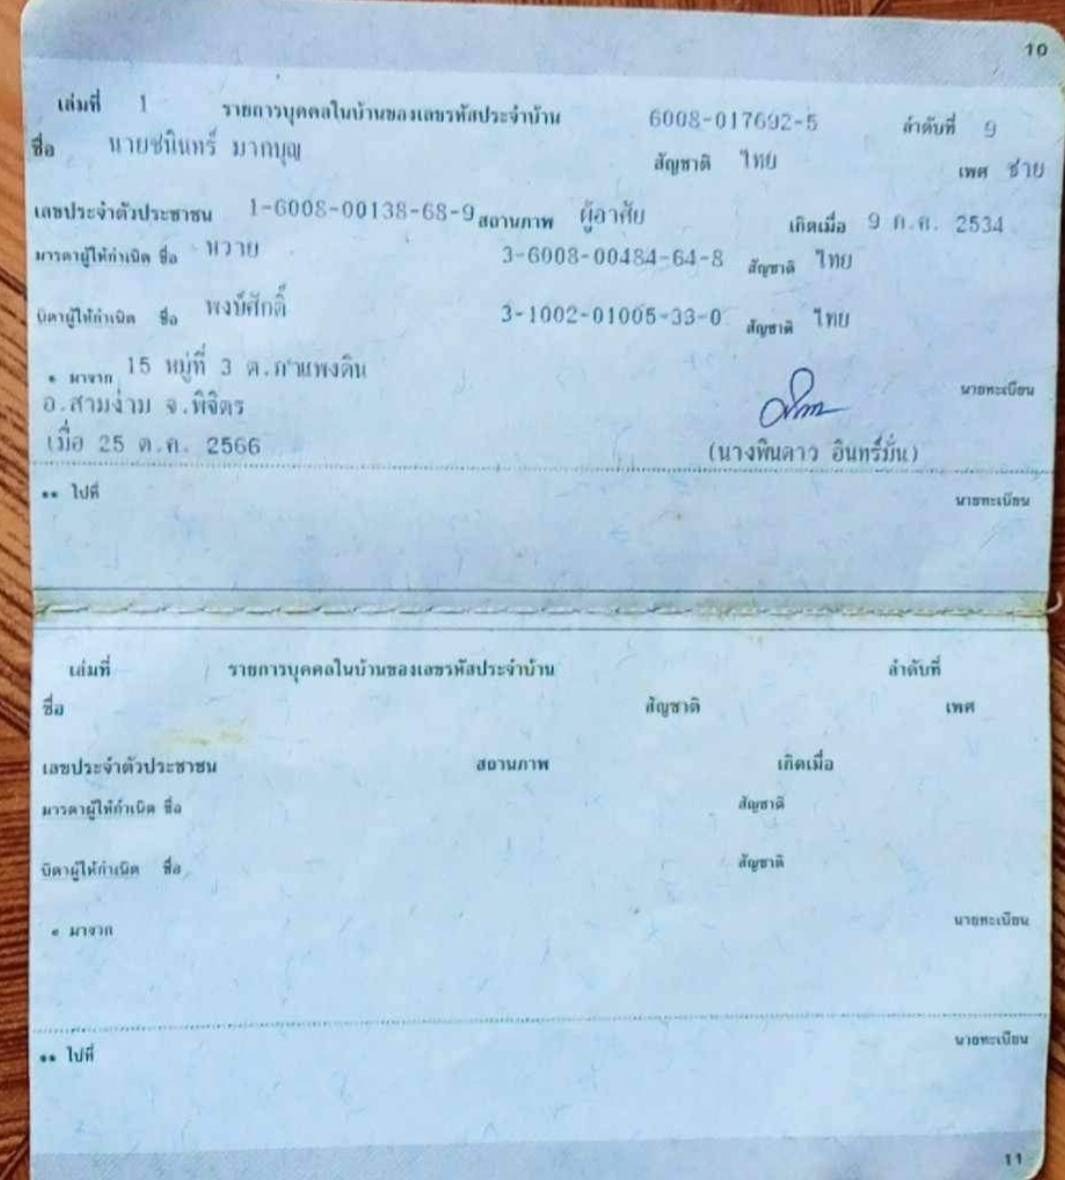 10
เล่มที่ 1 รายการบุคคลในบ้านของเลขรหัสประจำบ้าน 6008-017692-5 ลำดับที่ 9
ชื่อ นายชนินทร์ มากบุญ สัญชาติ ไทย เพศ ชาย
เลขประจำตัวประชาชน 1-6008-00138-68-9 สถานภาพ ผู้อาศัย เกิดเมื่อ 9 ก.ค. 2534
มารดาผู้ให้กำเนิด ชื่อ หวาย 3-6008-00484-64-8 สัญชาติ ไทย
บิดาผู้ให้กำเนิด ชื่อ พงษ์ศักดิ์ 3-1002-01005-33-0 สัญชาติ ไทย
* มาจาก 15 หมู่ที่ 3 ต.กำแพงดิน
อ.สามง่าม จ.พิจิตร นายทะเบียน
เมื่อ 25 ต.ค. 2566 (นางพินดาว อินทร์มั่น)
** ไปที่ นายทะเบียน
เล่มที่ รายการบุคคลในบ้านของเลขรหัสประจำบ้าน ลำดับที่
ชื่อ สัญชาติ เพศ
เลขประจำตัวประชาชน สถานภาพ เกิดเมื่อ
มารดาผู้ให้กำเนิด ชื่อ สัญชาติ
บิดาผู้ให้กำเนิด ชื่อ สัญชาติ
* มาจาก นายทะเบียน
** ไปที่ นายทะเบียน
11